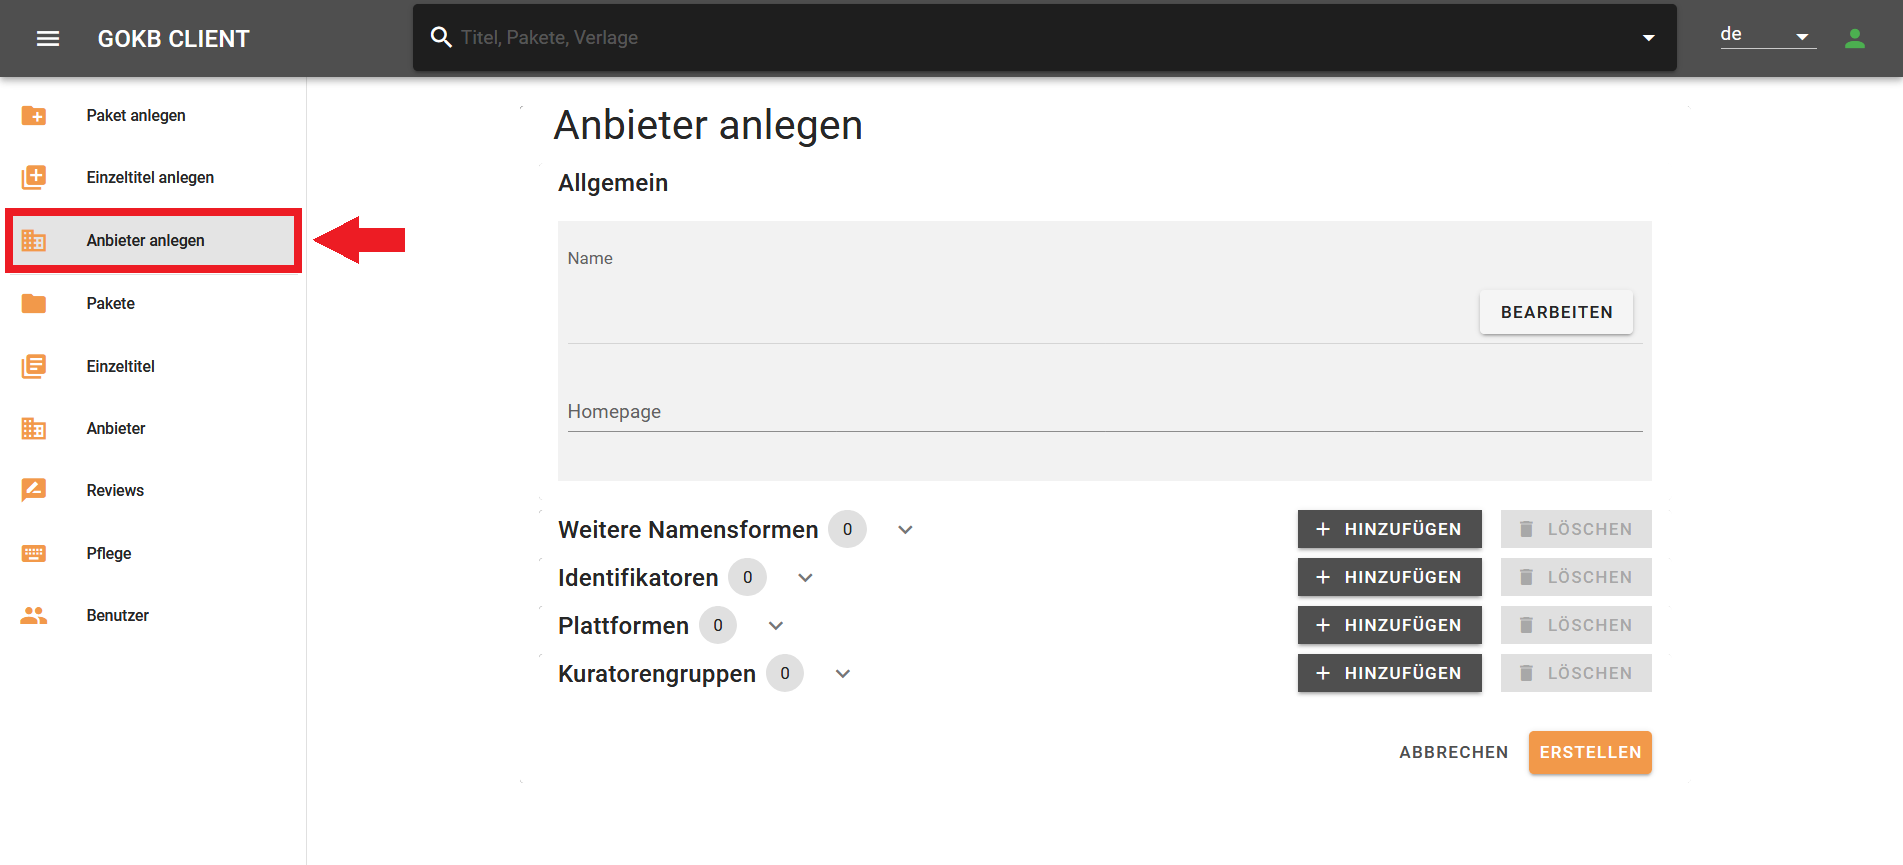 GOKB CLIENT
Titel, Pakete, Verlage
de
Paket anlegen
Einzeltitel anlegen
Anbieter anlegen
Pakete
Einzeltitel
Anbieter
Reviews
Pflege
Benutzer
Anbieter anlegen
Allgemein
Name
BEARBEITEN
Homepage
Weitere Namensformen 0 + HINZUFÜGEN LÖSCHEN
Identifikatoren 0 + HINZUFÜGEN LÖSCHEN
Plattformen 0 + HINZUFÜGEN LÖSCHEN
Kuratorengruppen 0 + HINZUFÜGEN LÖSCHEN
ABBRECHEN ERSTELLEN